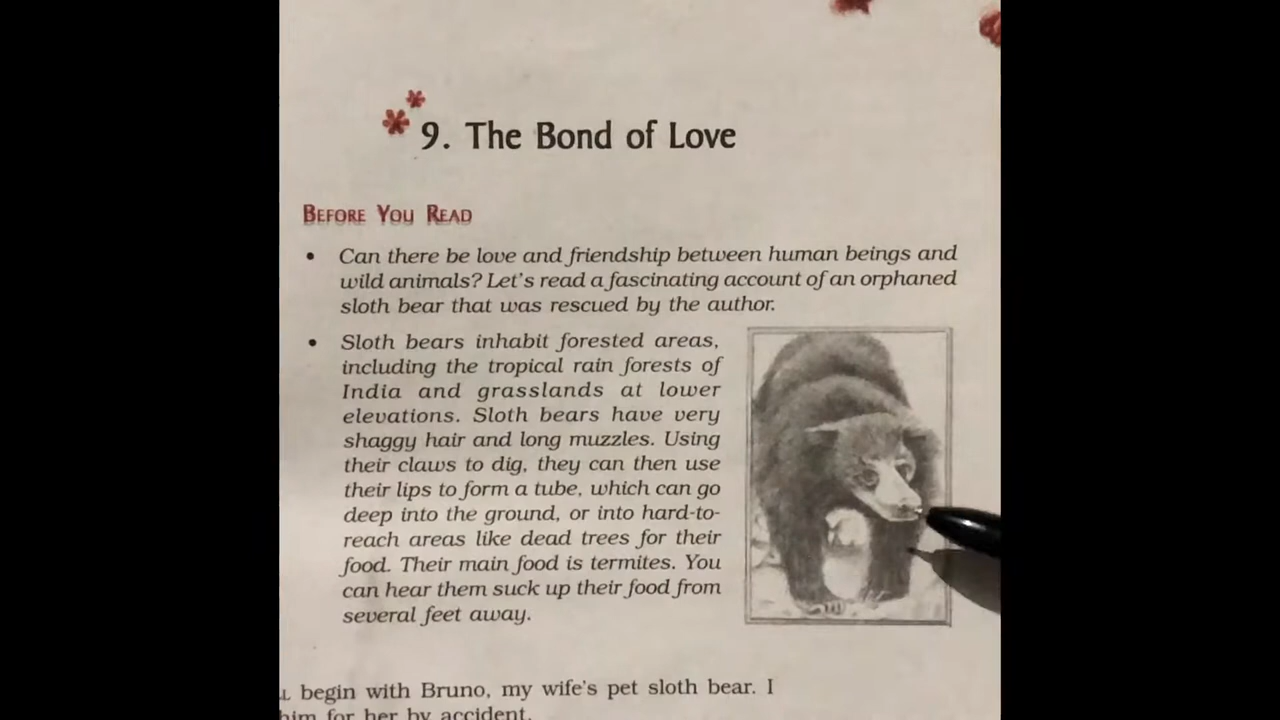 9. The Bond of Love
BEFORE YOU READ
• Can there be love and friendship between human beings and
wild animals? Let's read a fascinating account of an orphaned
sloth bear that was rescued by the author.
• Sloth bears inhabit forested areas,
including the tropical rain forests of
India and grasslands at lower
elevations. Sloth bears have very
shaggy hair and long muzzles. Using
their claws to dig, they can then use
their lips to form a tube, which can go
deep into the ground, or into hard-to-
reach areas like dead trees for their
food. Their main food is termites. You
can hear them suck up their food from
several feet away.
begin with Bruno, my wife's pet sloth bear. I
him for her by accident.